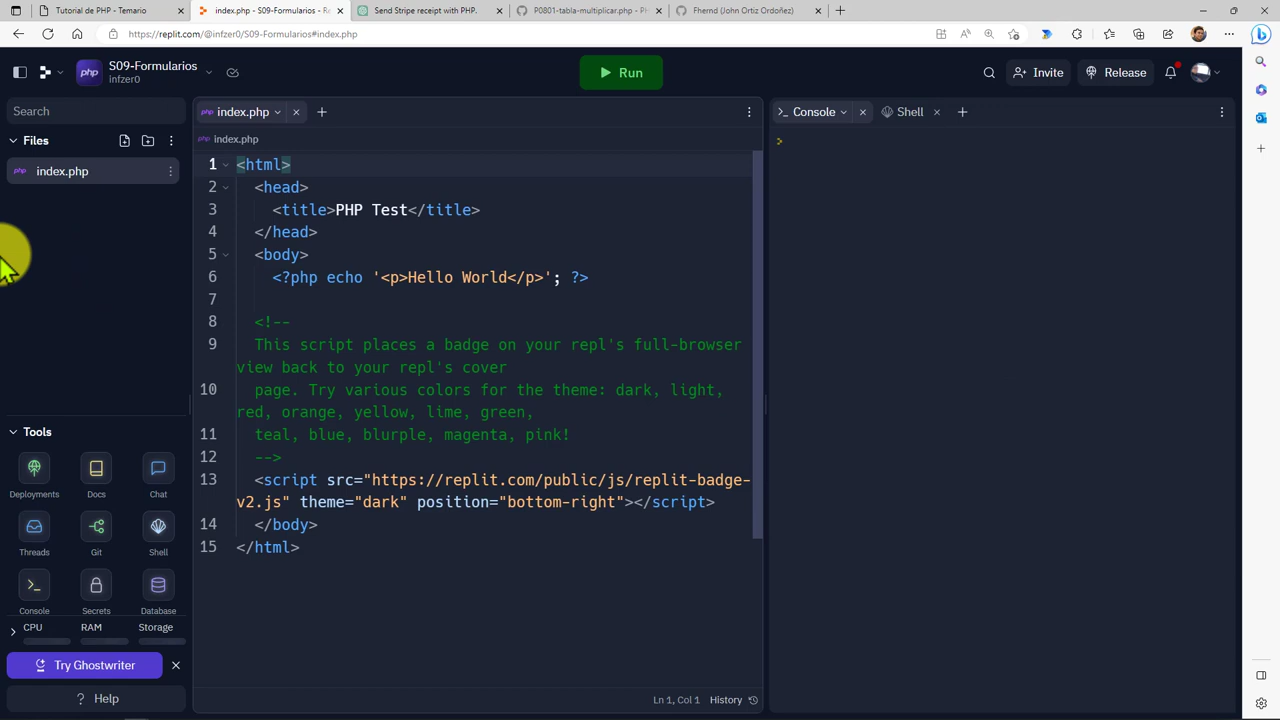 Tutorial de PHP - Temario
index.php - S09-Formularios - Re
Send Stripe receipt with PHP.
P0801-tabla-multiplicar.php - PH
Fhernd (John Ortiz Ordoñez)
https://replit.com/@infzer0/S09-Formularios#index.php
php
S09-Formularios
infzer0
Run
Invite
Release
Search
Files
index.php
index.php
index.php
1 <html>
2 <head>
3 <title>PHP Test</title>
4 </head>
5 <body>
6 <?php echo '<p>Hello World</p>'; ?>
7
8 <!--
9 This script places a badge on your repl's full-browser
view back to your repl's cover
10 page. Try various colors for the theme: dark, light,
red, orange, yellow, lime, green,
11 teal, blue, blurple, magenta, pink!
12 -->
13 <script src="https://replit.com/public/js/replit-badge-
v2.js" theme="dark" position="bottom-right"></script>
14 </body>
15 </html>
Ln 1, Col 1 History
>_ Console
Shell
Tools
Deployments Docs Chat
Threads Git Shell
Console Secrets Database
CPU RAM Storage
Try Ghostwriter
? Help